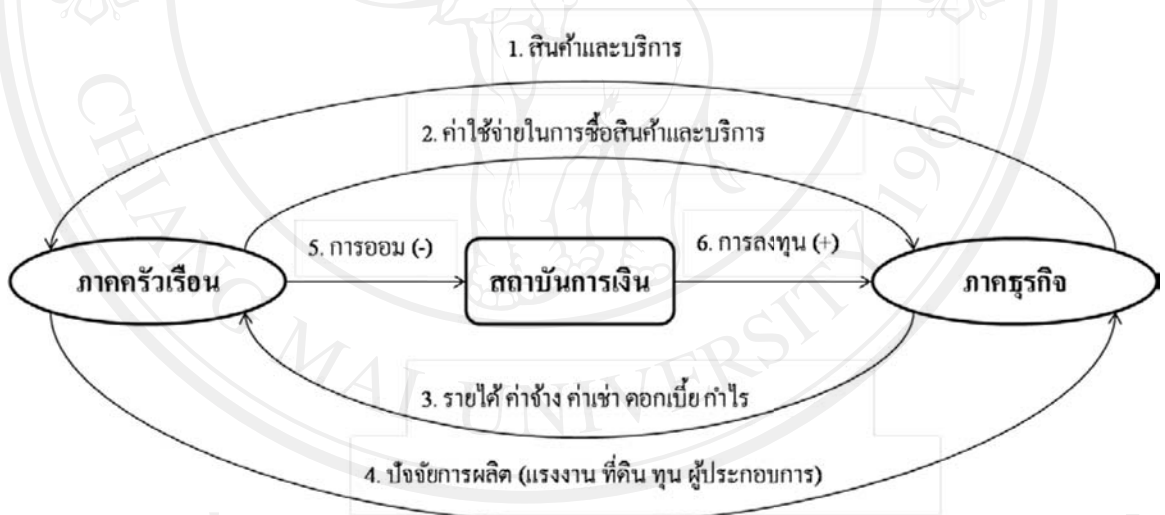 1. สินค้าและบริการ
2. ค่าใช้จ่ายในการซื้อสินค้าและบริการ
5. การออม (-)
6. การลงทุน (+)
ภาคครัวเรือน
สถาบันการเงิน
ภาคธุรกิจ
3. รายได้ ค่าจ้าง ค่าเช่า ดอกเบี้ย กำไร
4. ปัจจัยการผลิต (แรงงาน ที่ดิน ทุน ผู้ประกอบการ)
CHIANG MAI UNIVERSITY 1964